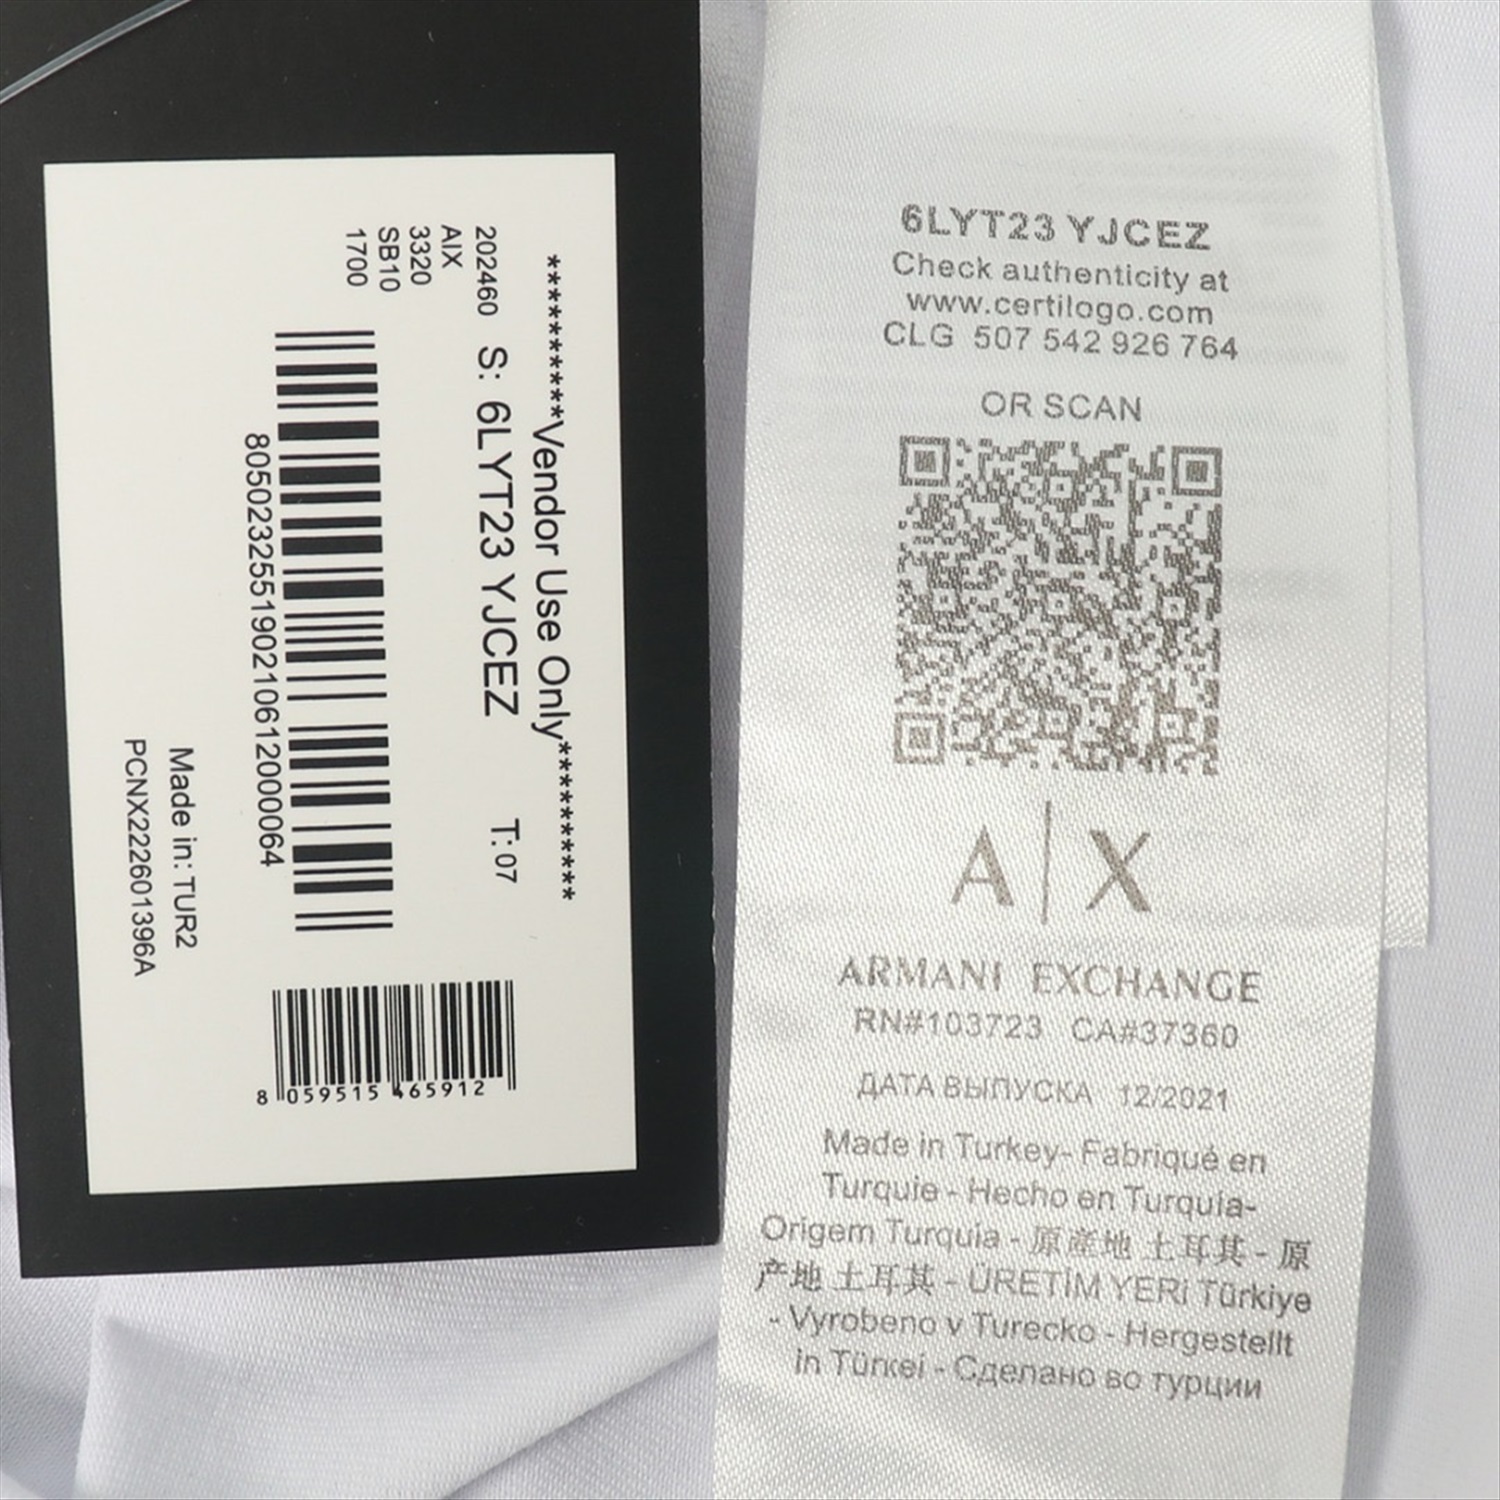 **********Vendor Use Only**********
202460 S: 6LYT23 YJCEZ T: 07
AIX
3320
SB10
1700
8050232551902106120000064
Made in: TUR2
PCNX222601396A
8 059515 465912
6LYT23 YJCEZ
Check authenticity at
www.certilogo.com
CLG 507 542 926 764
OR SCAN
A|X
ARMANI EXCHANGE
RN#103723 CA#37360
ДАТА ВЫПУСКА 12/2021
Made in Turkey- Fabriqué en
Turquie - Hecho en Turquía-
Origem Turquia - 原産地 土耳其 - 原
产地 土耳其 - ÜRETİM YERİ Türkiye
- Vyrobeno v Turecko - Hergestellt
in Türkei - Сделано во турции